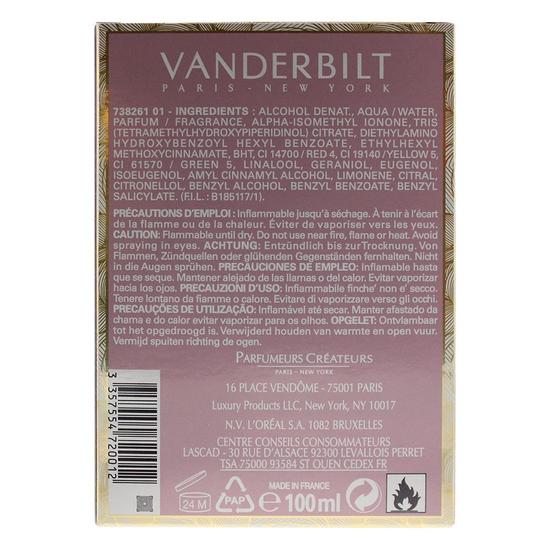 VANDERBILT
PARIS - NEW YORK
738261 01 - INGREDIENTS : ALCOHOL DENAT., AQUA / WATER,
PARFUM / FRAGRANCE, ALPHA-ISOMETHYL IONONE, TRIS
(TETRAMETHYLHYDROXYPIPERIDINOL) CITRATE, DIETHYLAMINO
HYDROXYBENZOYL HEXYL BENZOATE, ETHYLHEXYL
METHOXYCINNAMATE, BHT, CI 14700 / RED 4, CI 19140 / YELLOW 5,
CI 61570 / GREEN 5, LINALOOL, GERANIOL, EUGENOL,
ISOEUGENOL, AMYL CINNAMYL ALCOHOL, LIMONENE, CITRAL,
CITRONELLOL, BENZYL ALCOHOL, BENZYL BENZOATE, BENZYL
SALICYLATE. (F.I.L. : B185117/1).
PRÉCAUTIONS D'EMPLOI : Inflammable jusqu'à séchage. À tenir à l'écart
de la flamme ou de la chaleur. Éviter de vaporiser vers les yeux.
CAUTION: Flammable until dry. Do not use near fire, flame or heat. Avoid
spraying in eyes. ACHTUNG: Entzündlich bis zur Trocknung. Von
Flammen, Zündquellen oder glühenden Gegenständen fernhalten. Nicht
in die Augen sprühen. PRECAUCIONES DE EMPLEO: Inflamable hasta
que se seque. Mantener alejado de las llamas o del calor. Evitar vaporizar
hacia los ojos. PRECAUZIONI D'USO: Infiammabile finche' non e' secco.
Tenere lontano da fiamme o calore. Evitare di vaporizzare verso gli occhi.
PRECAUÇÕES DE UTILIZAÇÃO: Inflamável até secar. Manter afastado da
chama e do calor evitar vaporizar para os olhos. OPGELET: Ontvlambaar
tot het opgedroogd is. Verwijderd houden van warmte en open vuur.
Vermijd spuiten richting de ogen.
PARFUMEURS CRÉATEURS
PARIS - NEW YORK
16 PLACE VENDÔME - 75001 PARIS
Luxury Products LLC, New York, NY 10017
N.V. L'ORÉAL S.A. 1082 BRUXELLES
CENTRE CONSEILS CONSOMMATEURS
LASCAD - 30 RUE D'ALSACE 92300 LEVALLOIS PERRET
TSA 75000 93584 ST OUEN CEDEX FR
3 357554 720012
24 M
PAP
MADE IN FRANCE
e 100 ml